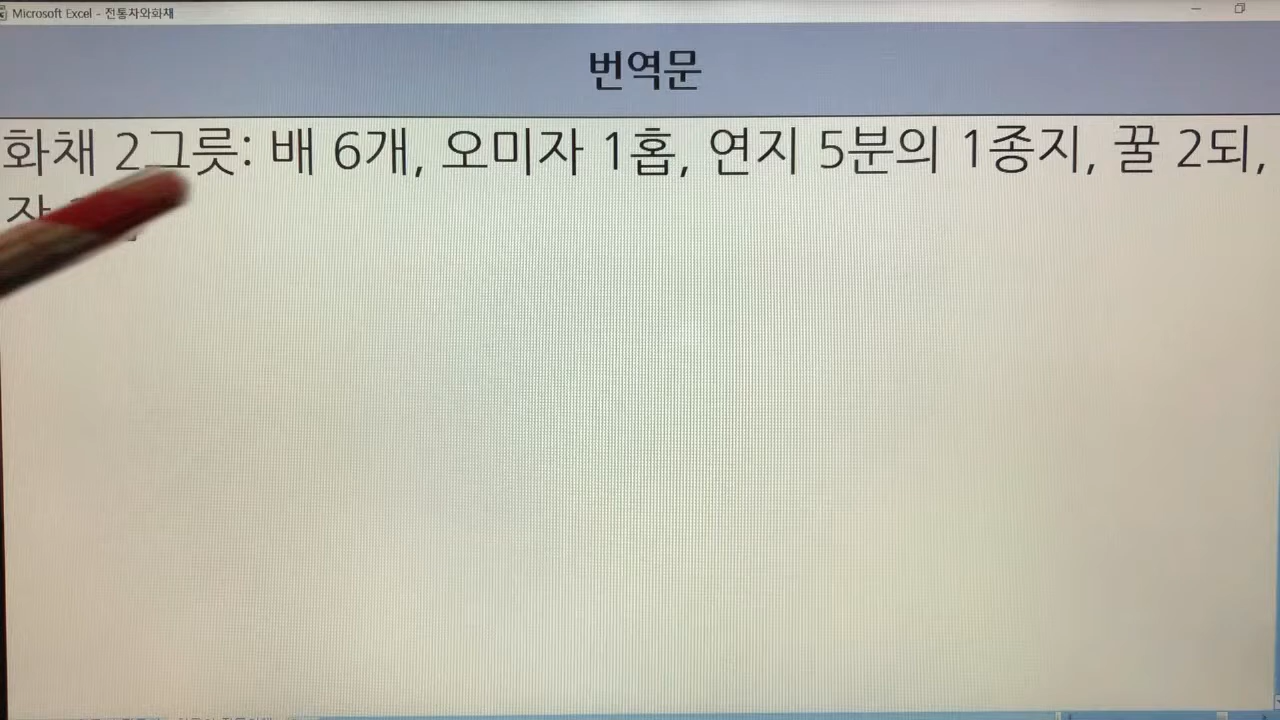 Microsoft Excel - 전통차와화채
번역문
화채 2그릇: 배 6개, 오미자 1홉, 연지 5분의 1종지, 꿀 2되,